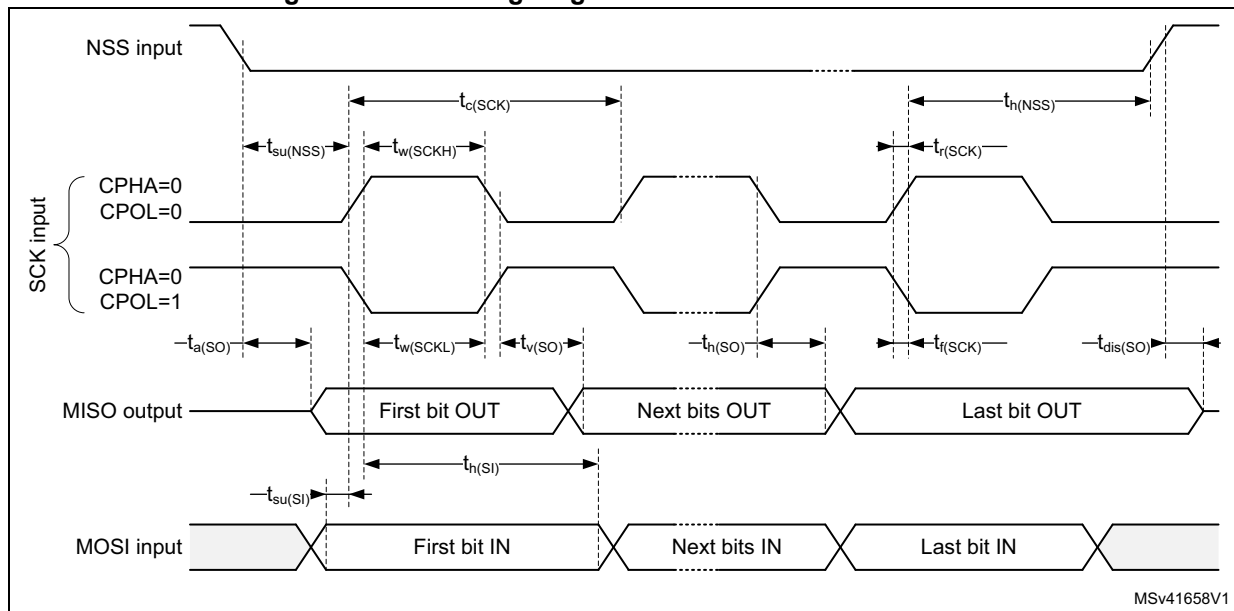 NSS input
tc(SCK)
th(NSS)
tsu(NSS)
tw(SCKH)
tr(SCK)
SCK input
CPHA=0
CPOL=0
CPHA=0
CPOL=1
ta(SO)
tw(SCKL)
tv(SO)
th(SO)
tf(SCK)
tdis(SO)
MISO output
First bit OUT
Next bits OUT
Last bit OUT
th(SI)
tsu(SI)
MOSI input
First bit IN
Next bits IN
Last bit IN
MSv41658V1